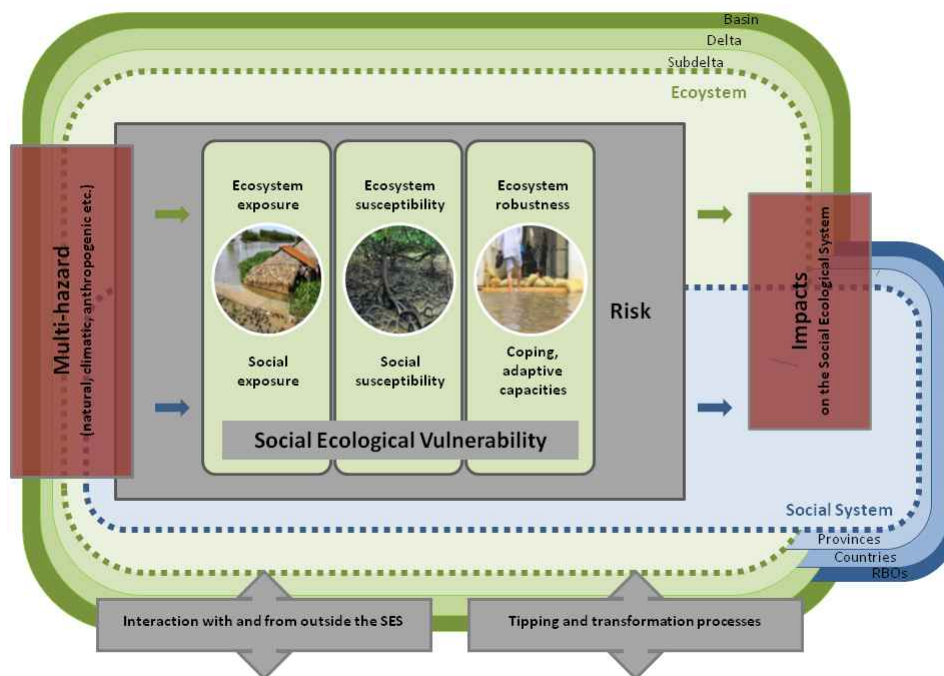 Basin
Delta
Subdelta
Ecoystem
Multi-hazard
(natural, climatic, anthropogenic etc.)
Ecosystem
exposure
Ecosystem
susceptibility
Ecosystem
robustness
Social
exposure
Social
susceptibility
Coping,
adaptive
capacities
Social Ecological Vulnerability
Risk
Impacts
on the Social Ecological System
Social System
Provinces
Countries
RBOs
Interaction with and from outside the SES
Tipping and transformation processes